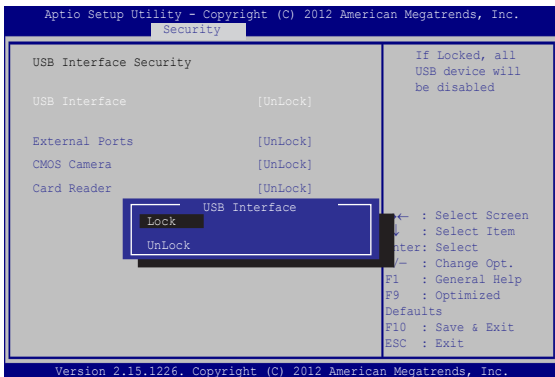 Aptio Setup Utility - Copyright (C) 2012 American Megatrends, Inc.
Security
USB Interface Security
USB Interface [UnLock]
External Ports [UnLock]
CMOS Camera [UnLock]
Card Reader [UnLock]
USB Interface
Lock
UnLock
If Locked, all
USB device will
be disabled
→← : Select Screen
↓ : Select Item
nter: Select
/— : Change Opt.
F1 : General Help
F9 : Optimized
Defaults
F10 : Save & Exit
ESC : Exit
Version 2.15.1226. Copyright (C) 2012 American Megatrends, Inc.